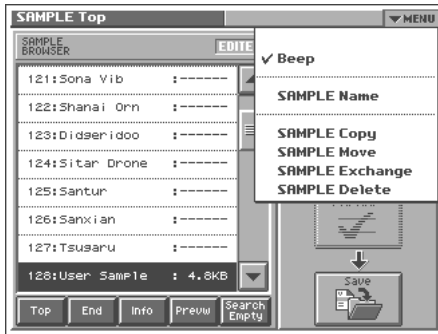 SAMPLE Top
MENU
SAMPLE BROWSER
EDITE
✓ Beep
SAMPLE Name
SAMPLE Copy
SAMPLE Move
SAMPLE Exchange
SAMPLE Delete
121:Sona Vib :------
122:Shanai Orn :------
123:Didgeridoo :------
124:Sitar Drone :------
125:Santur :------
126:Sanxian :------
127:Tsugaru :------
128:User Sample : 4.8KB
Save
Top End Info Prevw Search Empty